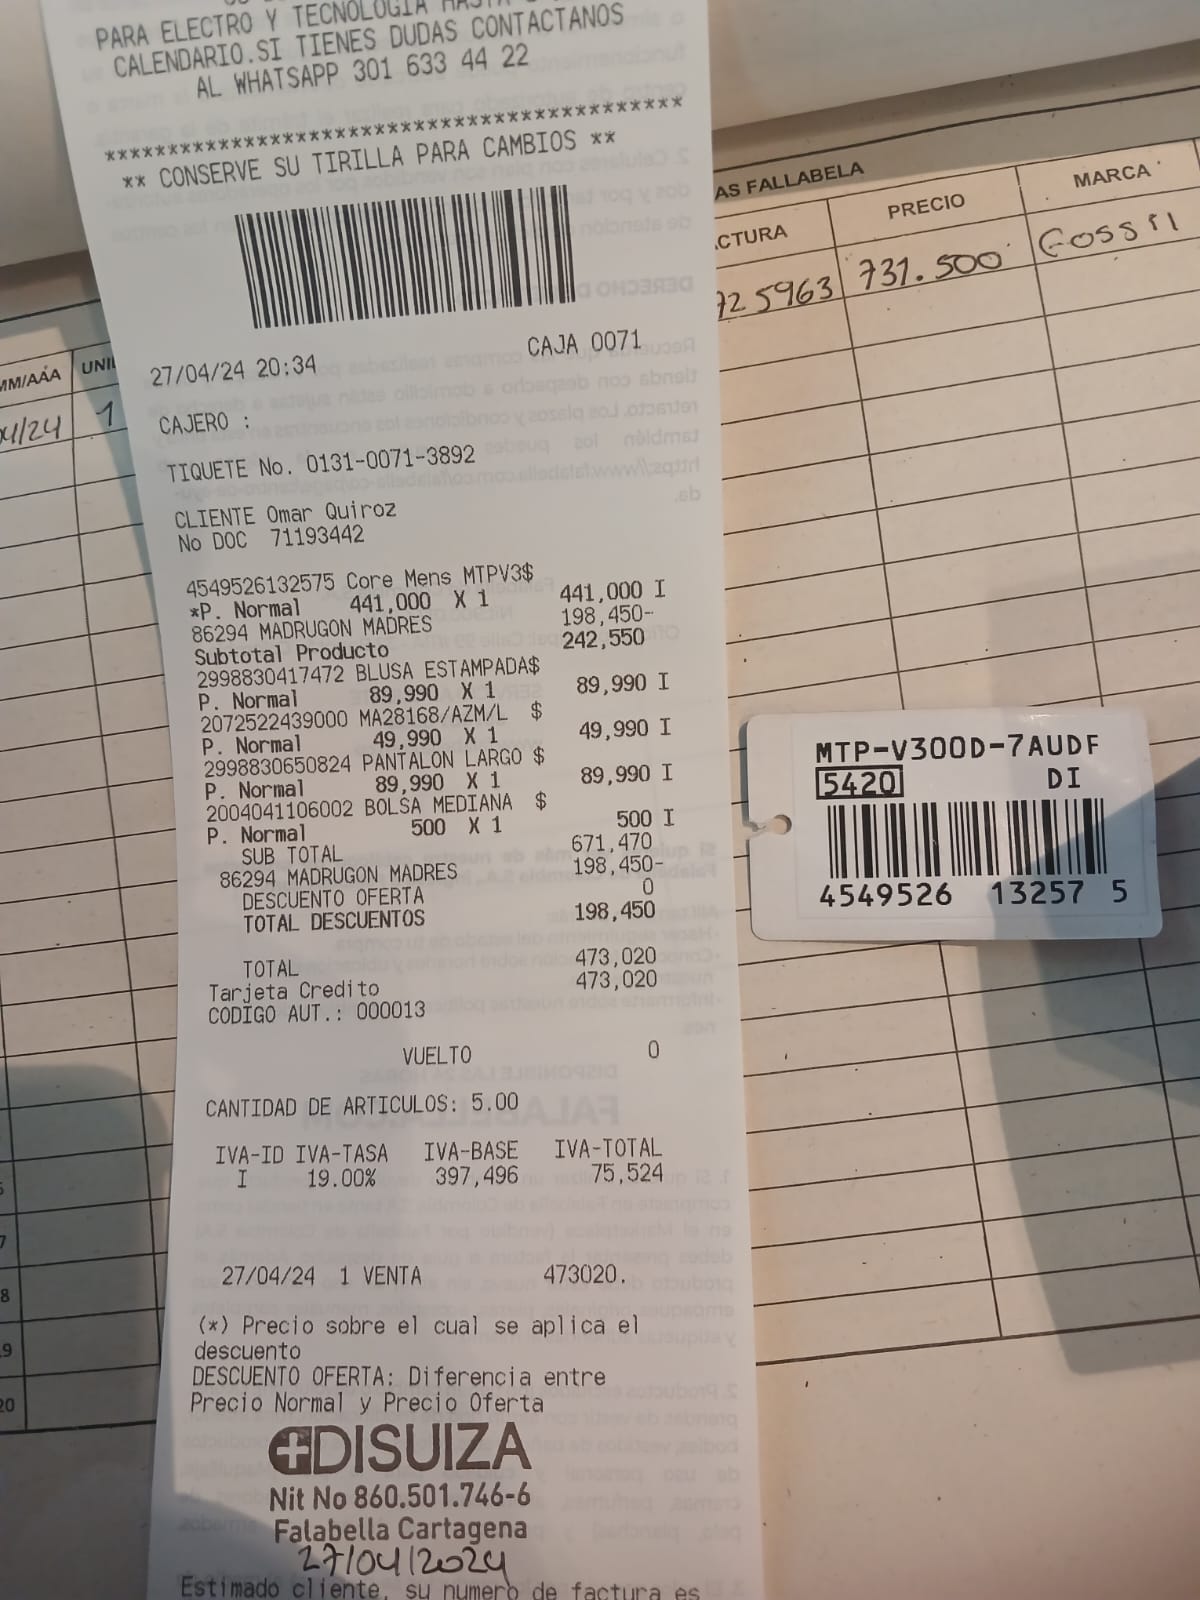 PARA ELECTRO Y TECNOLOGIA HASTA
CALENDARIO.SI TIENES DUDAS CONTACTANOS
AL WHATSAPP 301 633 44 22
******************************************
** CONSERVE SU TIRILLA PARA CAMBIOS **
27/04/24 20:34 CAJA 0071
CAJERO :
TIQUETE No. 0131-0071-3892
CLIENTE Omar Quiroz
No DOC 71193442
4549526132575 Core Mens MTPV3$
*P. Normal 441,000 X 1 441,000 I
86294 MADRUGON MADRES 198,450-
Subtotal Producto 242,550
2998830417472 BLUSA ESTAMPADA$
P. Normal 89,990 X 1 89,990 I
2072522439000 MA28168/AZM/L $
P. Normal 49,990 X 1 49,990 I
2998830650824 PANTALON LARGO $
P. Normal 89,990 X 1 89,990 I
2004041106002 BOLSA MEDIANA $
P. Normal 500 X 1 500 I
SUB TOTAL 671,470
86294 MADRUGON MADRES 198,450-
DESCUENTO OFERTA 0
TOTAL DESCUENTOS 198,450
TOTAL 473,020
Tarjeta Credito 473,020
CODIGO AUT.: 000013
VUELTO 0
CANTIDAD DE ARTICULOS: 5.00
IVA-ID IVA-TASA IVA-BASE IVA-TOTAL
I 19.00% 397,496 75,524
27/04/24 1 VENTA 473020.
(*) Precio sobre el cual se aplica el
descuento
DESCUENTO OFERTA: Diferencia entre
Precio Normal y Precio Oferta
DISUIZA
Nit No 860.501.746-6
Falabella Cartagena
27/04/2024
Estimado cliente, su numero de factura es
AS FALLABELA
CTURA PRECIO MARCA
725963 731.500 Fossil
MM/AAA UNI
04/24 1
MTP-V300D-7AUDF
5420 DI
4549526 13257 5
7
8
9
20